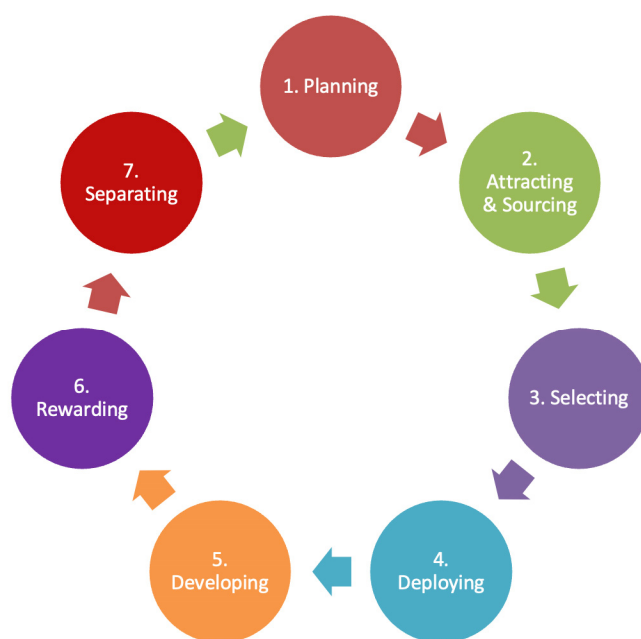 1. Planning
2.
Attracting
& Sourcing
3. Selecting
4.
Deploying
5.
Developing
6.
Rewarding
7.
Separating